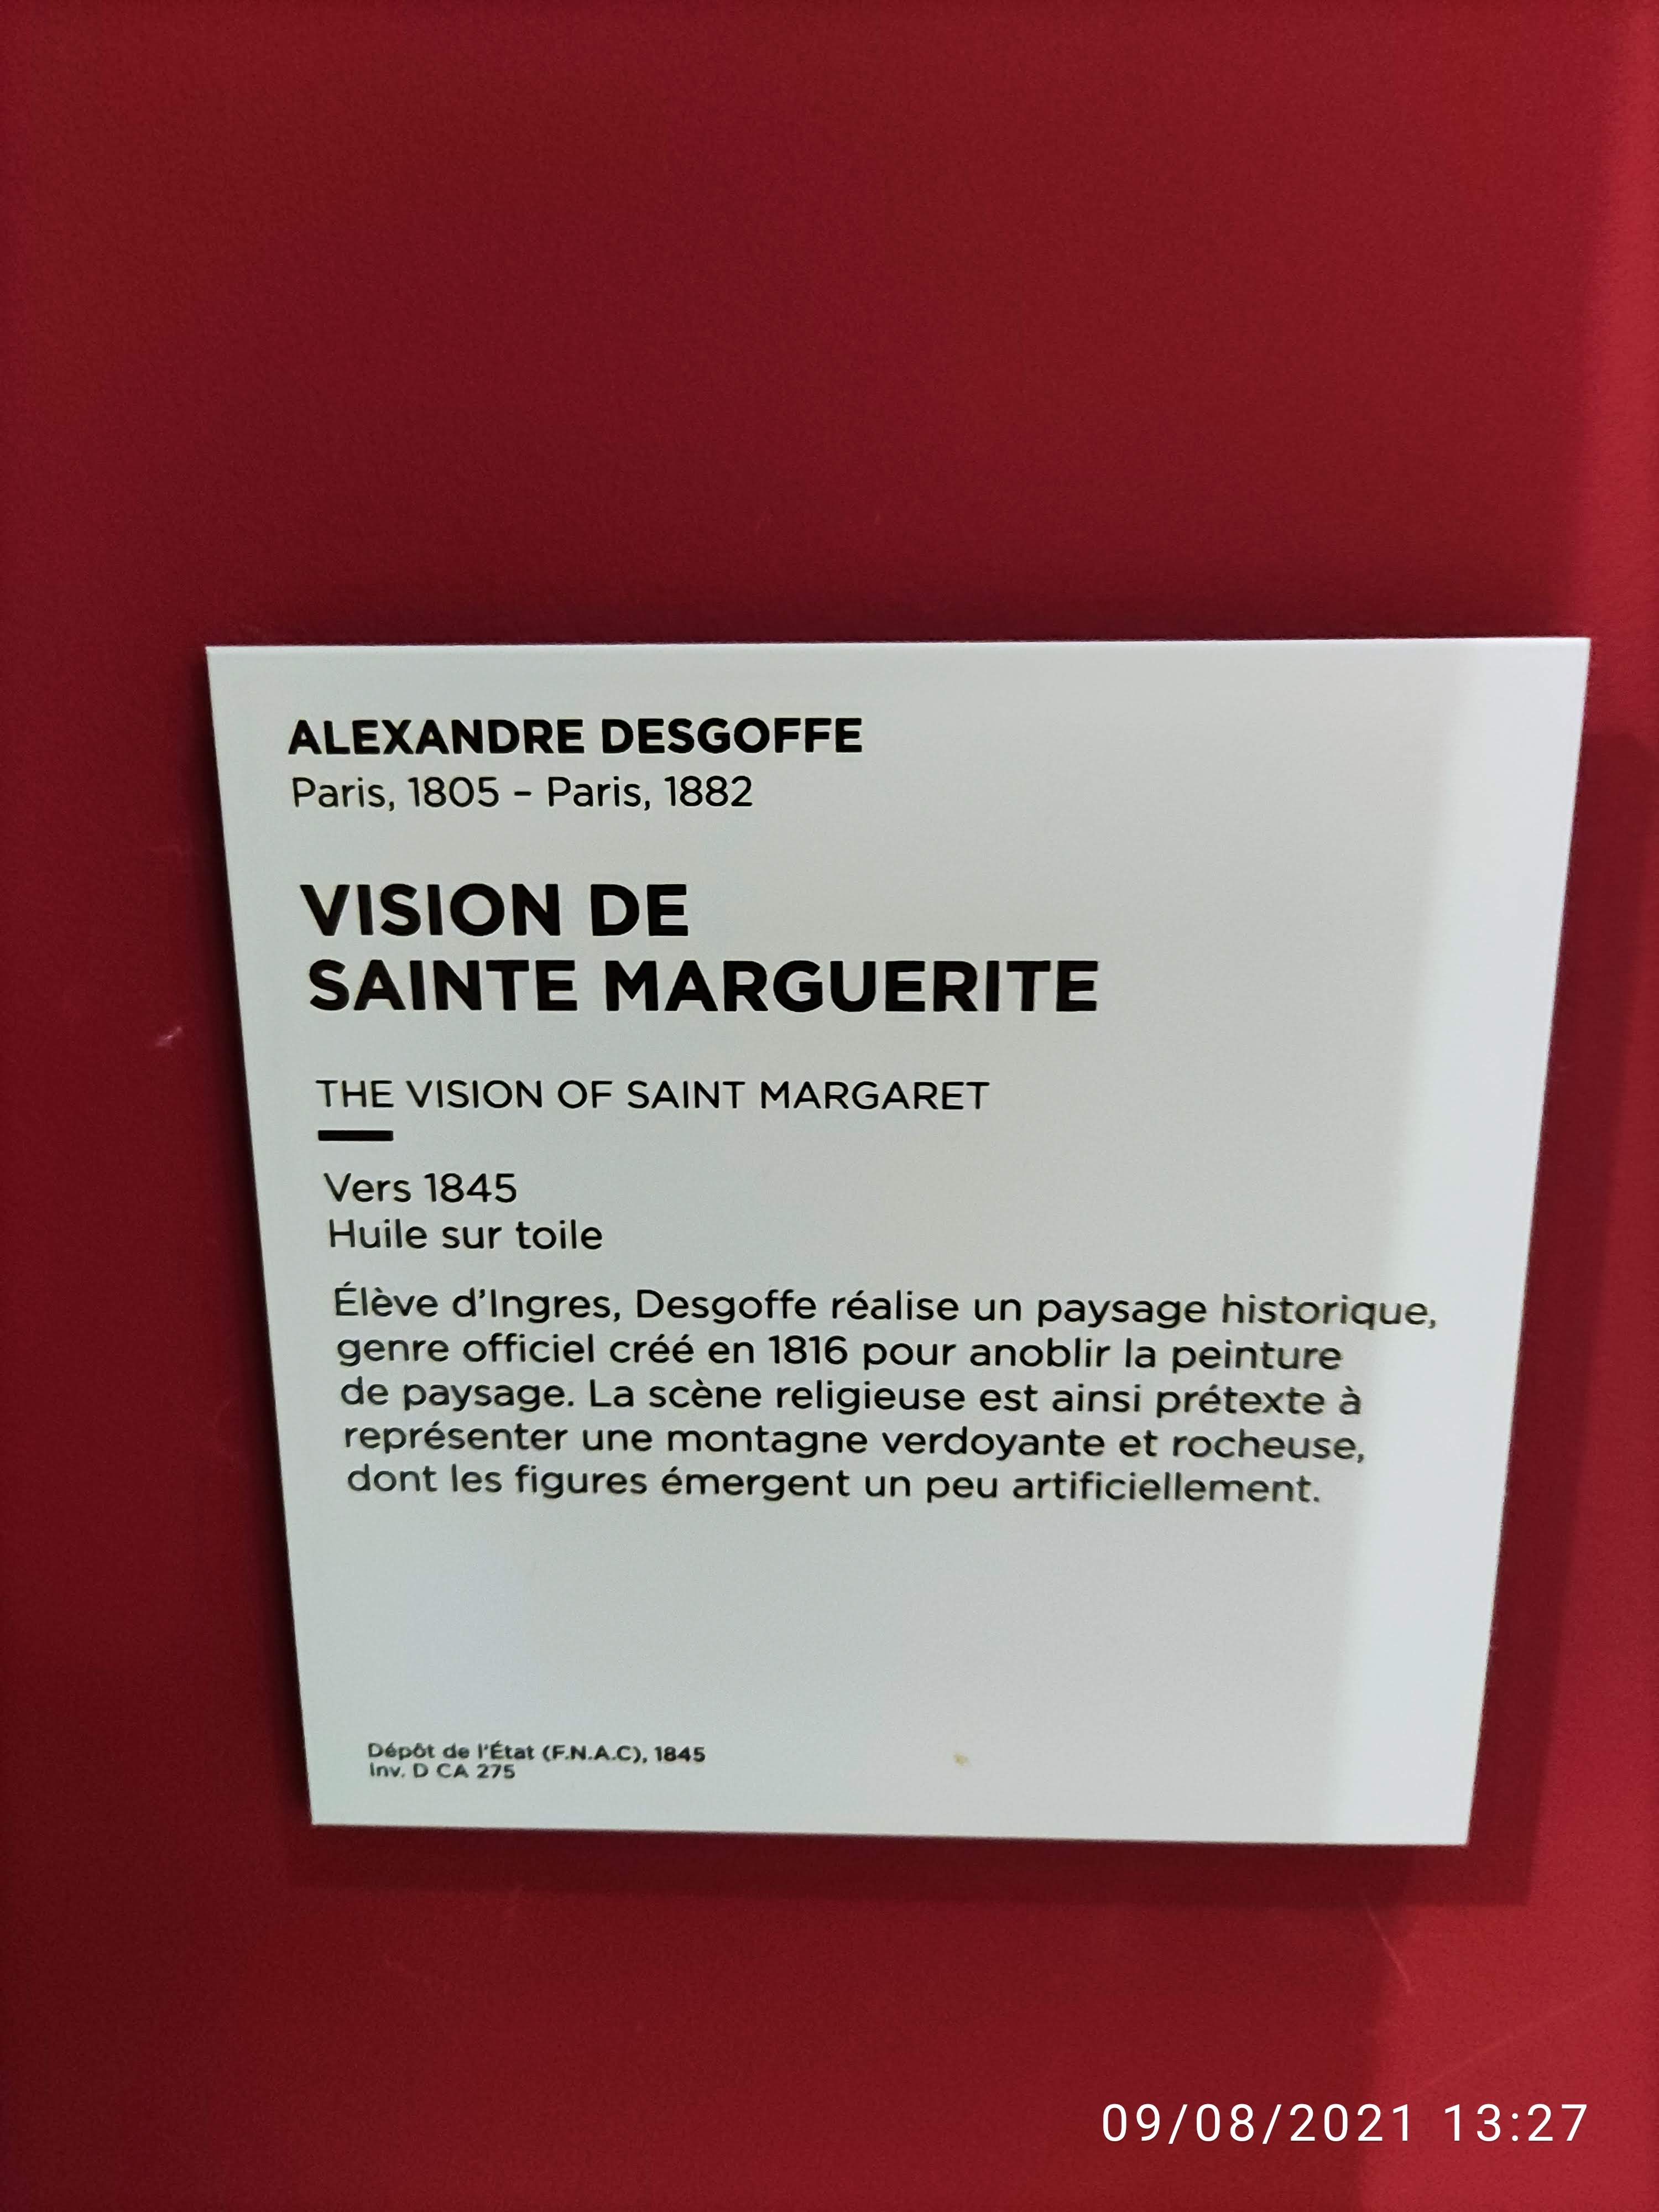 ALEXANDRE DESGOFFE
Paris, 1805 – Paris, 1882
VISION DE
SAINTE MARGUERITE
THE VISION OF SAINT MARGARET
Vers 1845
Huile sur toile
Élève d'Ingres, Desgoffe réalise un paysage historique,
genre officiel créé en 1816 pour anoblir la peinture
de paysage. La scène religieuse est ainsi prétexte à
représenter une montagne verdoyante et rocheuse,
dont les figures émergent un peu artificiellement.
Dépôt de l'État (F.N.A.C), 1845
Inv. D CA 275
09/08/2021 13:27